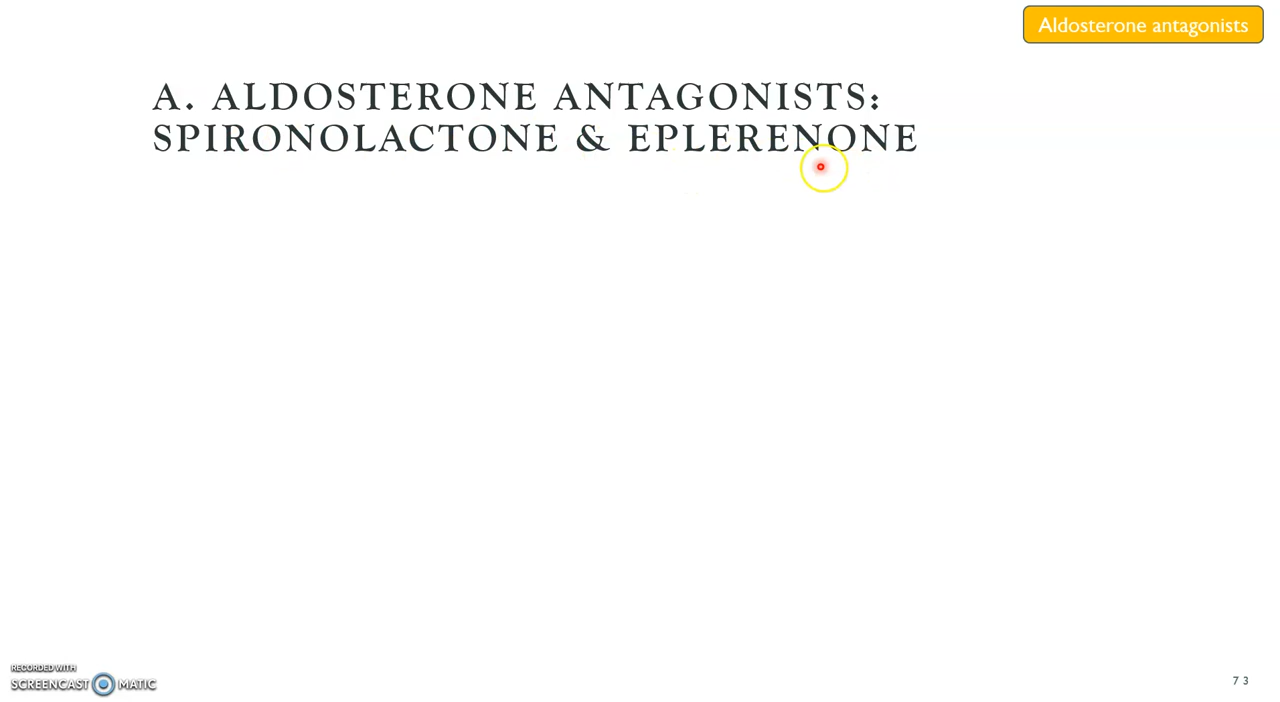 Aldosterone antagonists
A. ALDOSTERONE ANTAGONISTS:
SPIRONOLACTONE & EPLERENONE
RECORDED WITH
SCREENCAST MATIC
73